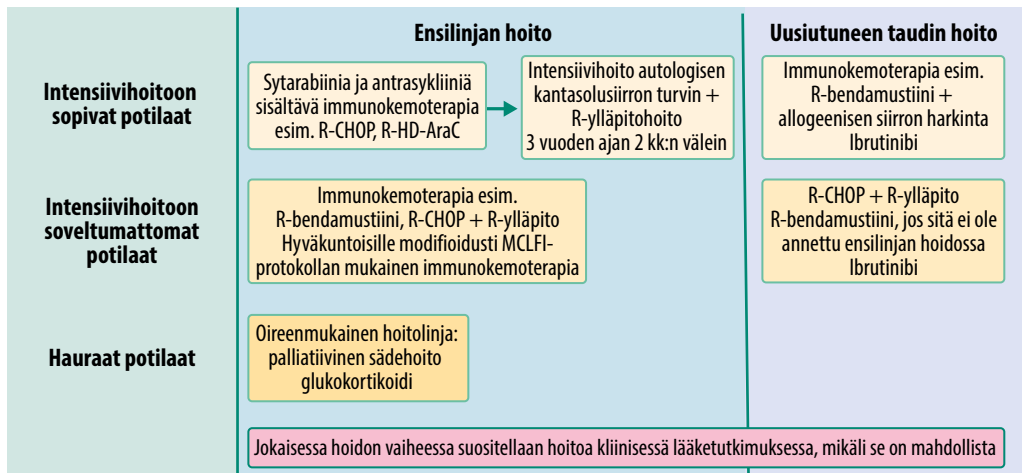 Ensilinjan hoito
Uusiutuneen taudin hoito
Intensiivihoitoon
sopivat potilaat
Sytarabiinia ja antrasykliiniä
sisältävä immunokemoterapia
esim. R-CHOP, R-HD-AraC
Intensiivihoito autologisen
kantasolusiirron turvin +
R-ylläpitohoito
3 vuoden ajan 2 kk:n välein
Immunokemoterapia esim.
R-bendamustiini +
allogeenisen siirron harkinta
Ibrutinibi
Intensiivihoitoon
soveltumattomat
potilaat
Immunokemoterapia esim.
R-bendamustiini, R-CHOP + R-ylläpito
Hyväkuntoisille modifioidusti MCLFI-
protokollan mukainen immunokemoterapia
R-CHOP + R-ylläpito
R-bendamustiini, jos sitä ei ole
annettu ensilinjan hoidossa
Ibrutinibi
Hauraat potilaat
Oireenmukainen hoitolinja:
palliatiivinen sädehoito
glukokortikoidi
Jokaisessa hoidon vaiheessa suositellaan hoitoa kliinisessä lääketutkimuksessa, mikäli se on mahdollista